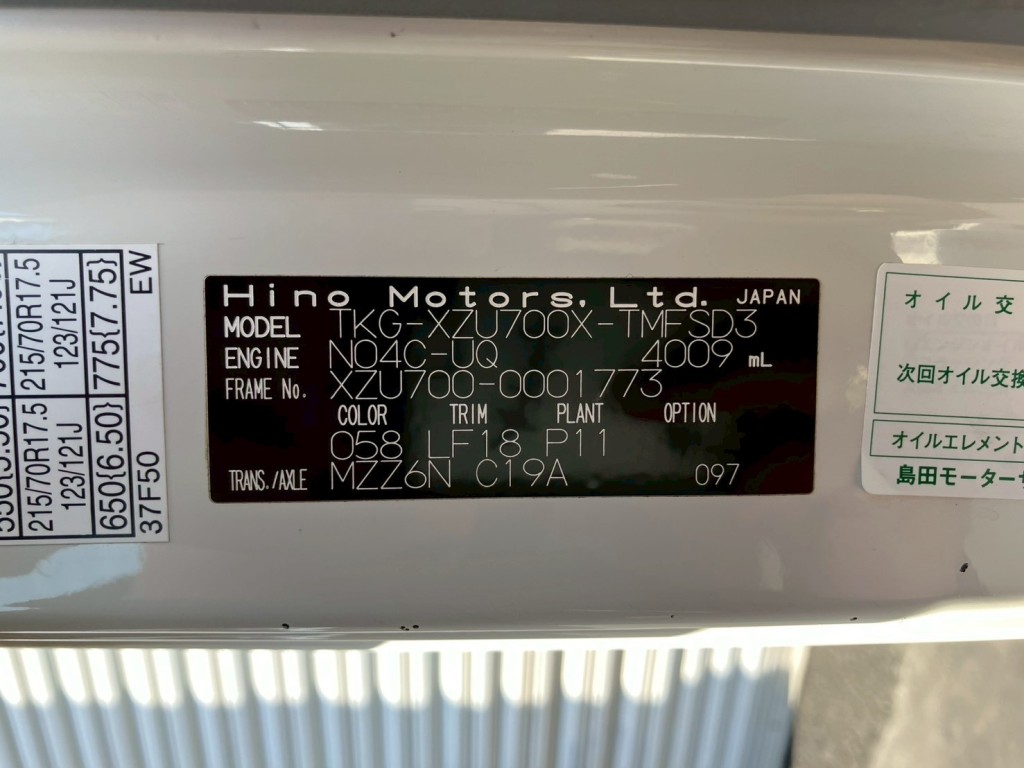 Hino Motors, Ltd. JAPAN
MODEL TKG-XZU700X-TMFSD3
ENGINE N04C-UQ 4009 mL
FRAME No. XZU700-0001773
COLOR TRIM PLANT OPTION
058 LF18 P11
TRANS./AXLE MZZ6N C19A 097
215/70R17.5 215/70R17.5
123/121J 123/121J
650{6.50} 775{7.75}
37F50 EW
オイル交
次回オイル交換
オイルエレメント
島田モーター